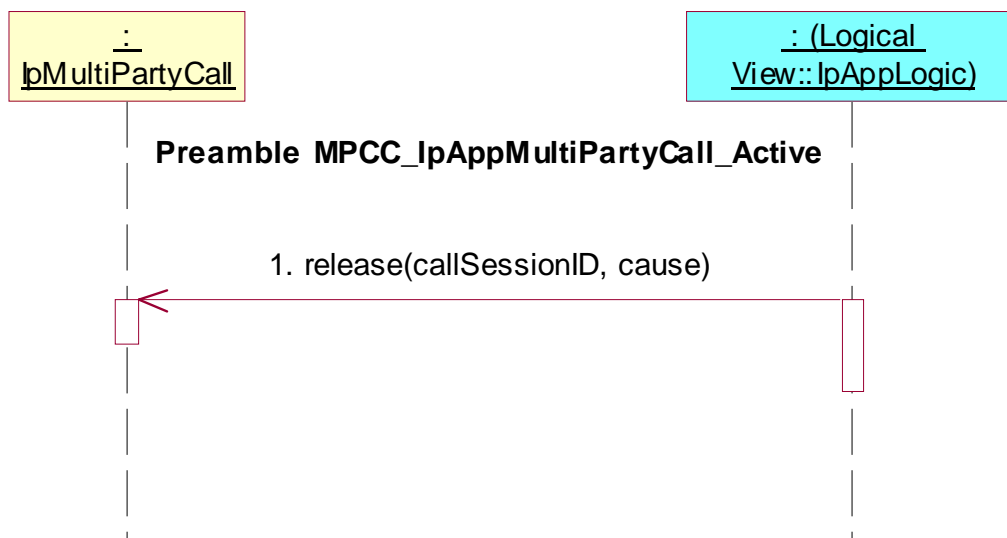 :
IpMultiPartyCall
: (Logical
View::IpAppLogic)
Preamble MPCC_IpAppMultiPartyCall_Active
1. release(callSessionID, cause)